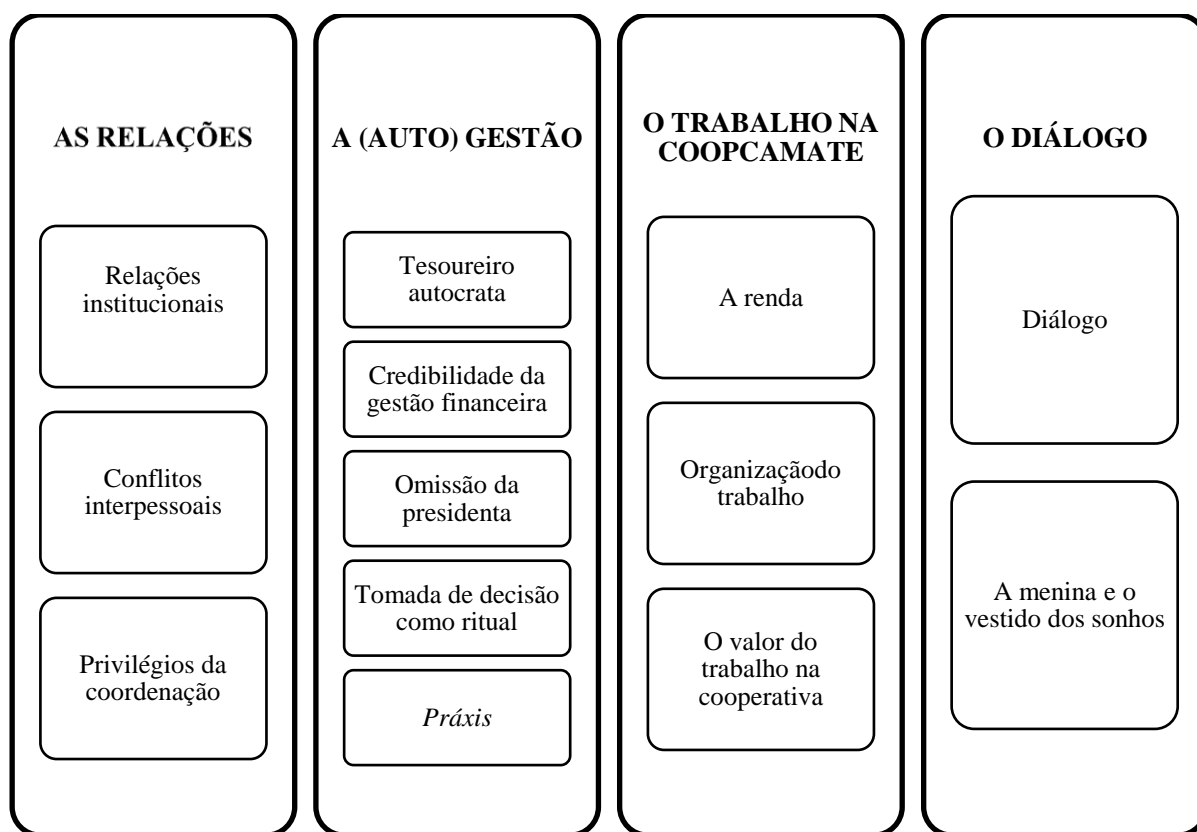 AS RELAÇÕES
Relações
institucionais
Conflitos
interpessoais
Privilégios da
coordenação
A (AUTO) GESTÃO
Tesoureiro
autocrata
Credibilidade da
gestão financeira
Omissão da
presidenta
Tomada de decisão
como ritual
Práxis
O TRABALHO NA
COOPCAMATE
A renda
Organizaçãodo
trabalho
O valor do
trabalho na
cooperativa
O DIÁLOGO
Diálogo
A menina e o
vestido dos sonhos